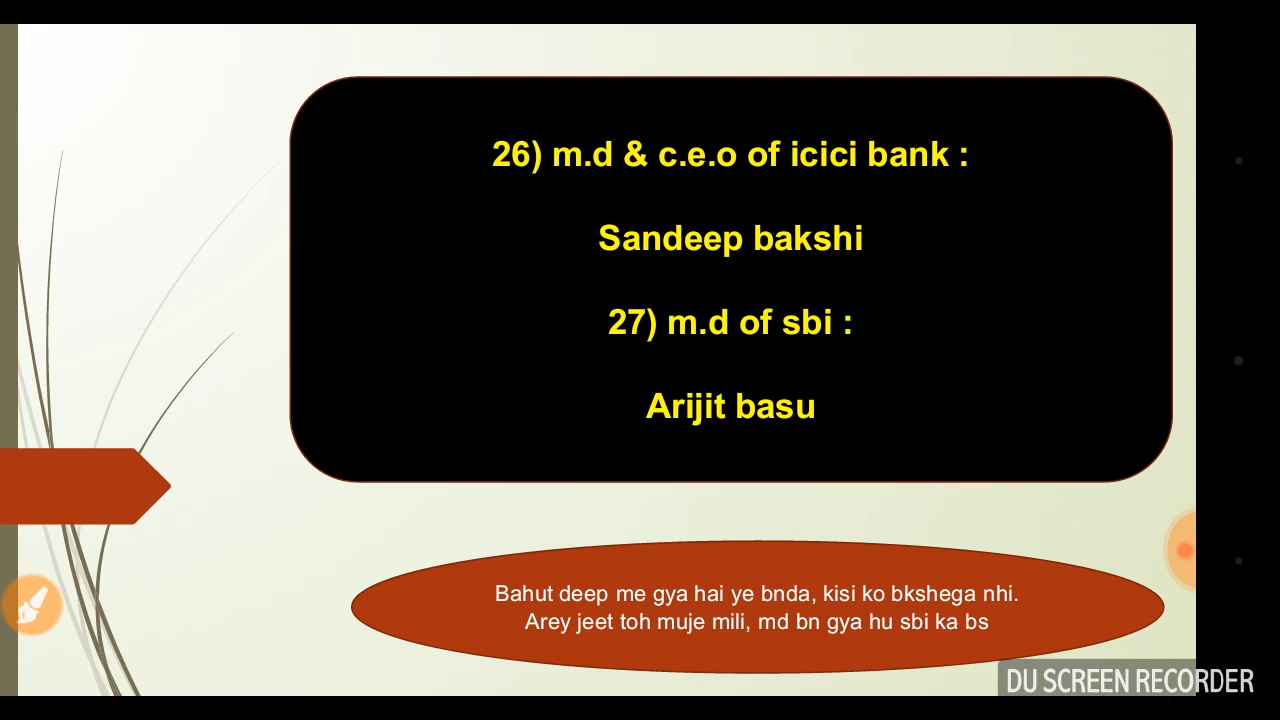 26) m.d & c.e.o of icici bank :
Sandeep bakshi
27) m.d of sbi :
Arijit basu
Bahut deep me gya hai ye bnda, kisi ko bkshega nhi.
Arey jeet toh muje mili, md bn gya hu sbi ka bs
DU SCREEN RECORDER